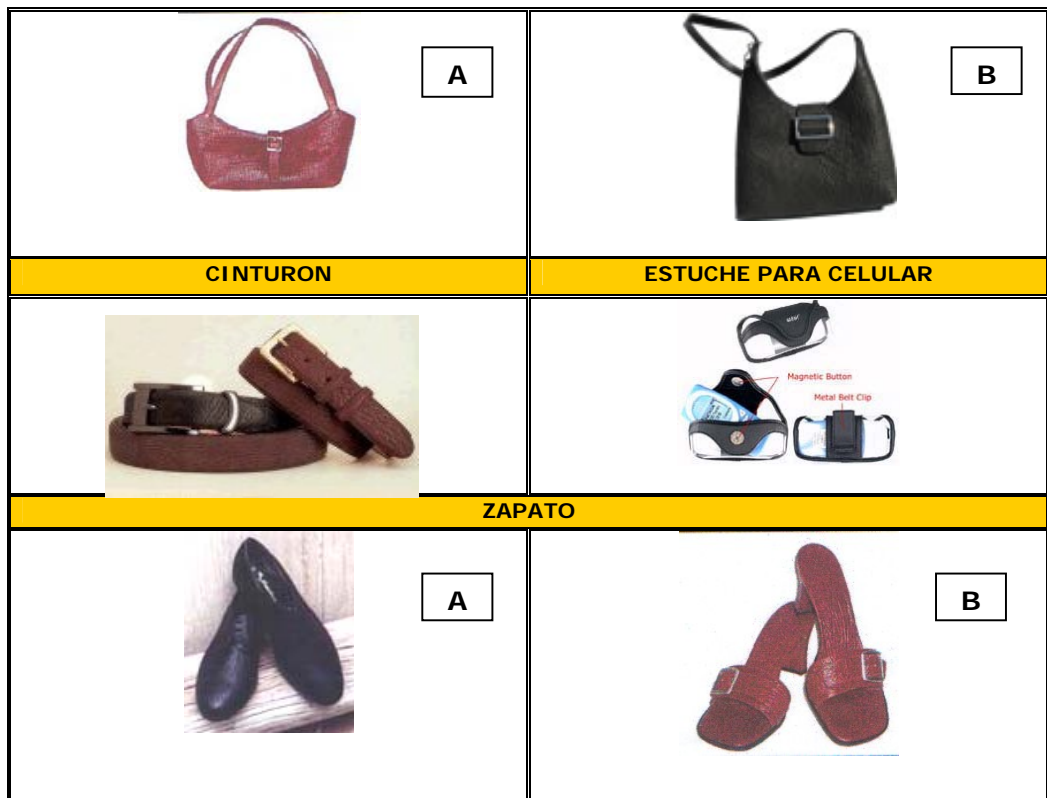 A
B
CINTURON
ESTUCHE PARA CELULAR
Magnetic Button
Metal Belt Clip
ZAPATO
A
B